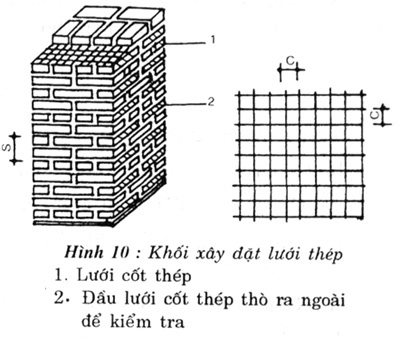 1
C
2
C
S
Hình 10 : Khối xây đặt lưới thép
1. Lưới cốt thép
2. Đầu lưới cốt thép thò ra ngoài
để kiểm tra